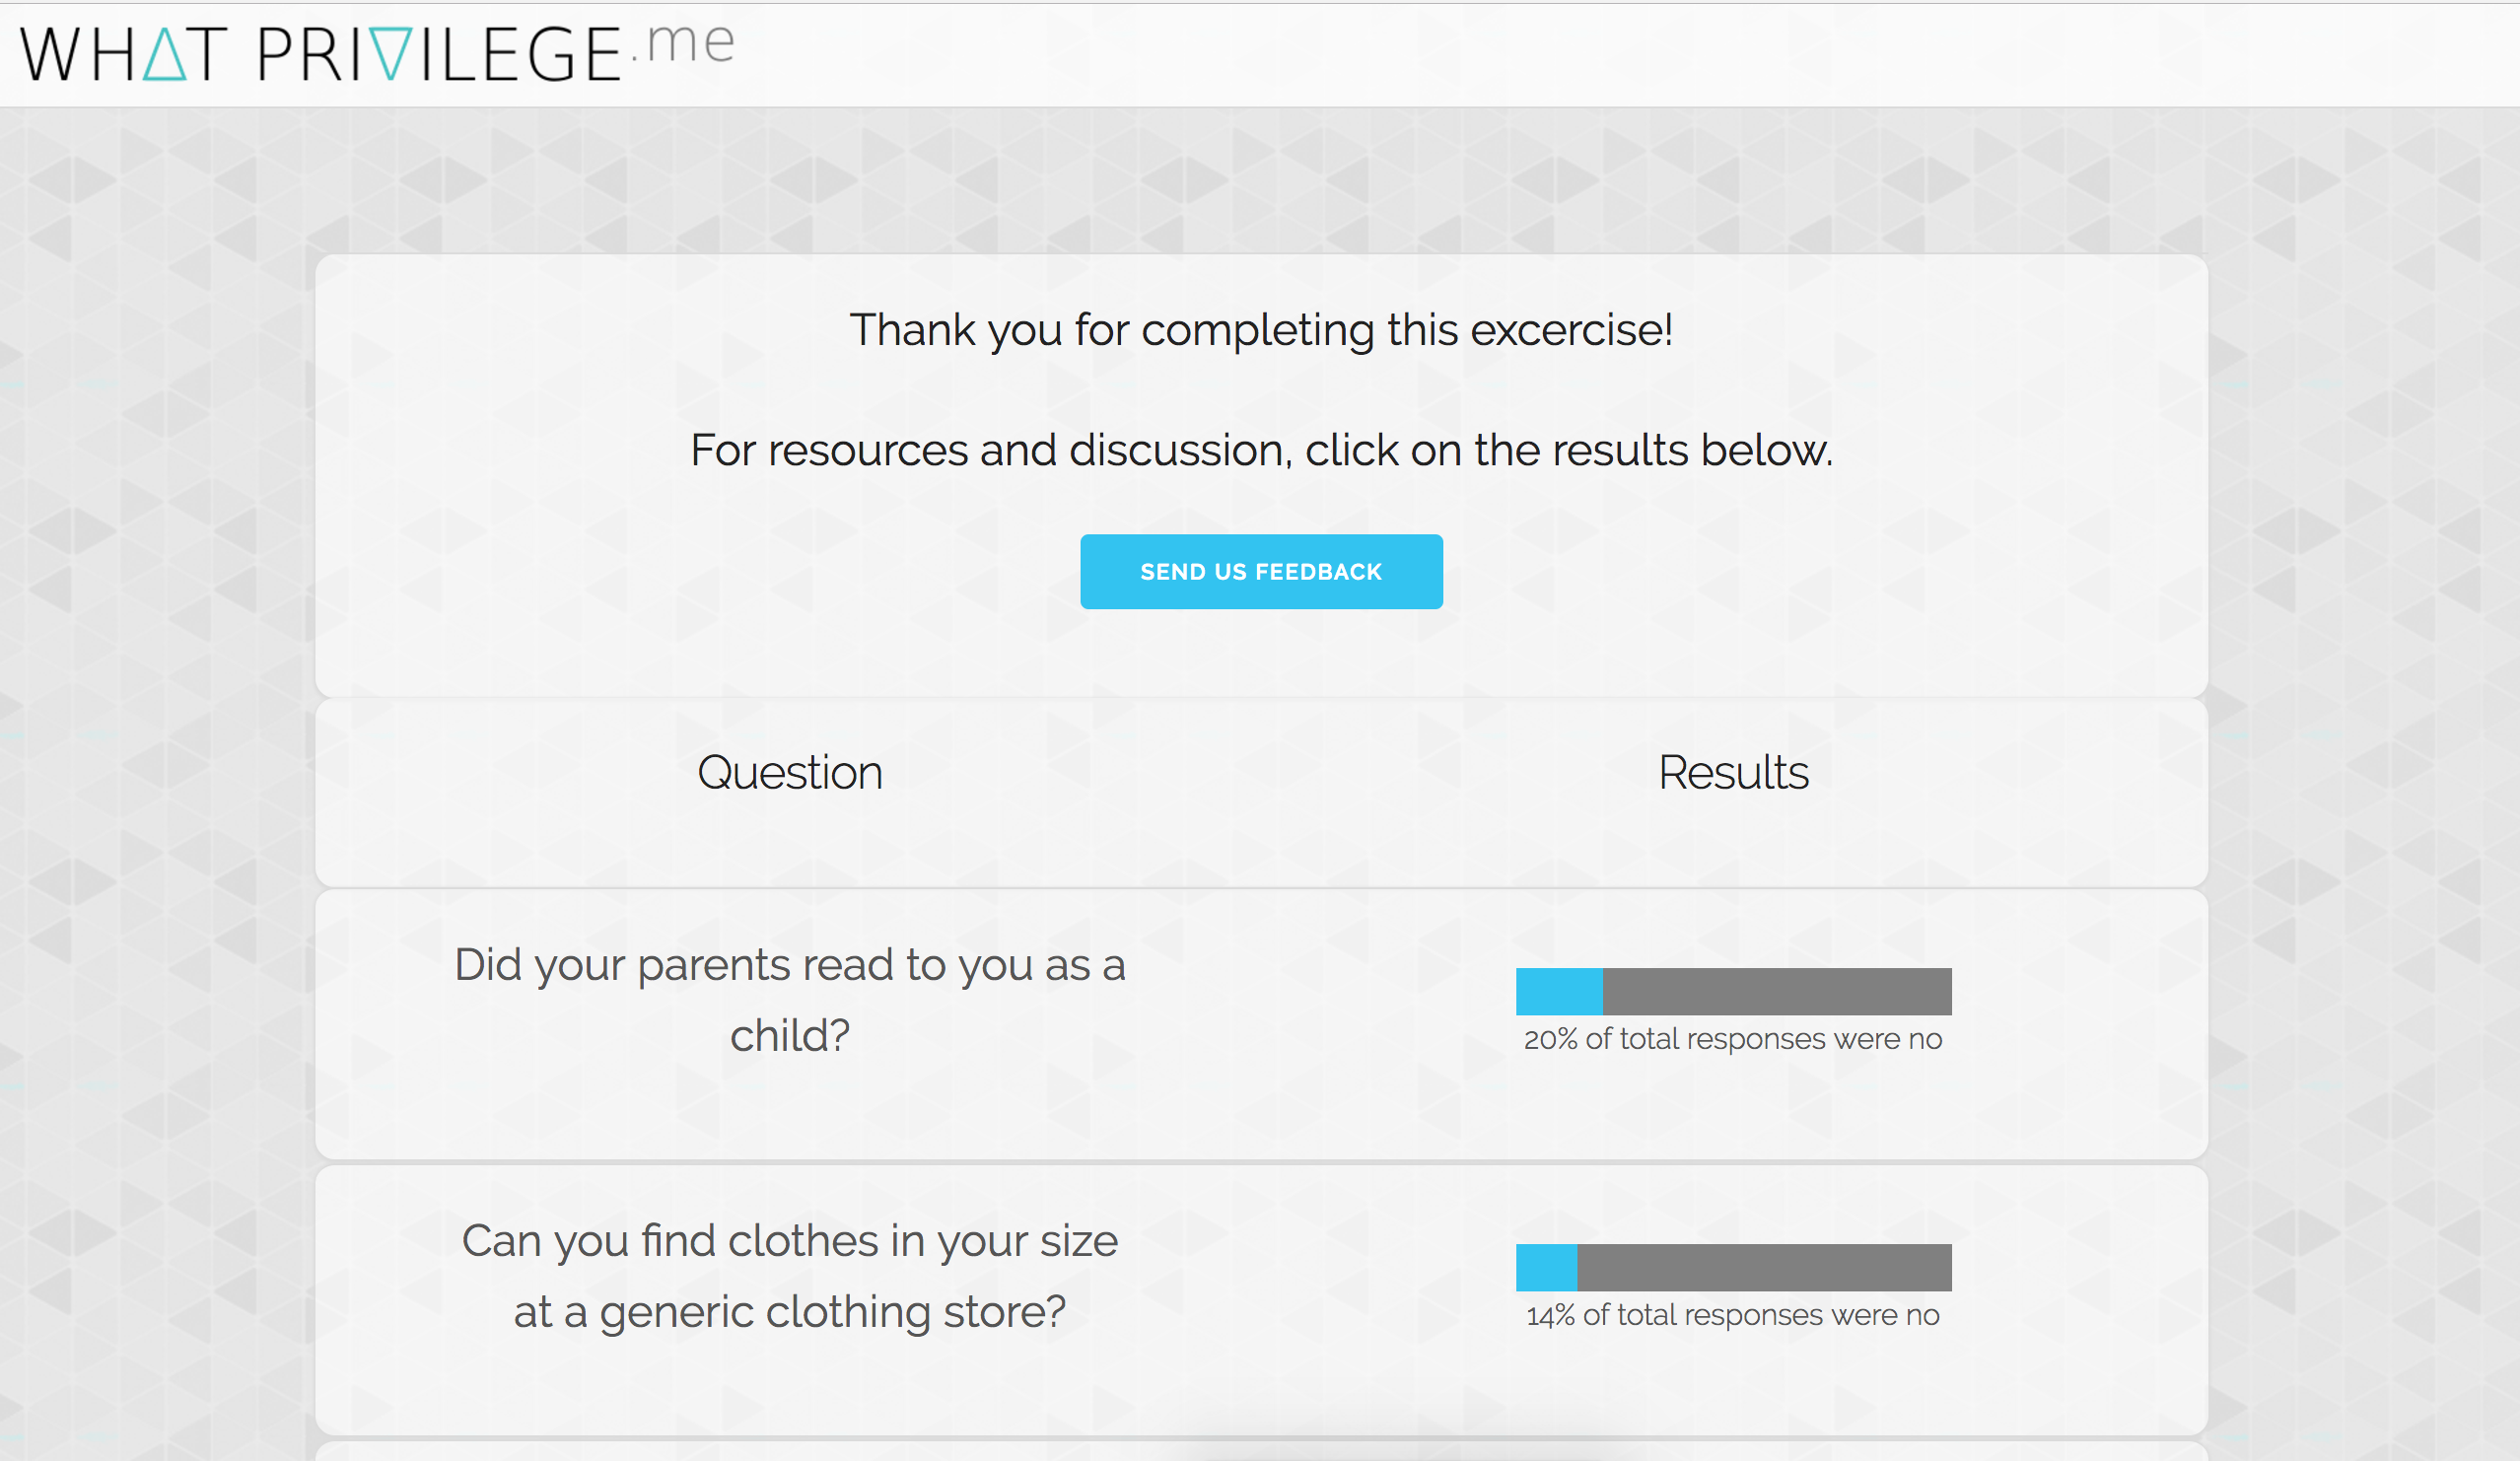 WHAT PRIVILEGE.me
Thank you for completing this excercise!
For resources and discussion, click on the results below.
SEND US FEEDBACK
Question
Results
Did your parents read to you as a
child?
20% of total responses were no
Can you find clothes in your size
at a generic clothing store?
14% of total responses were no